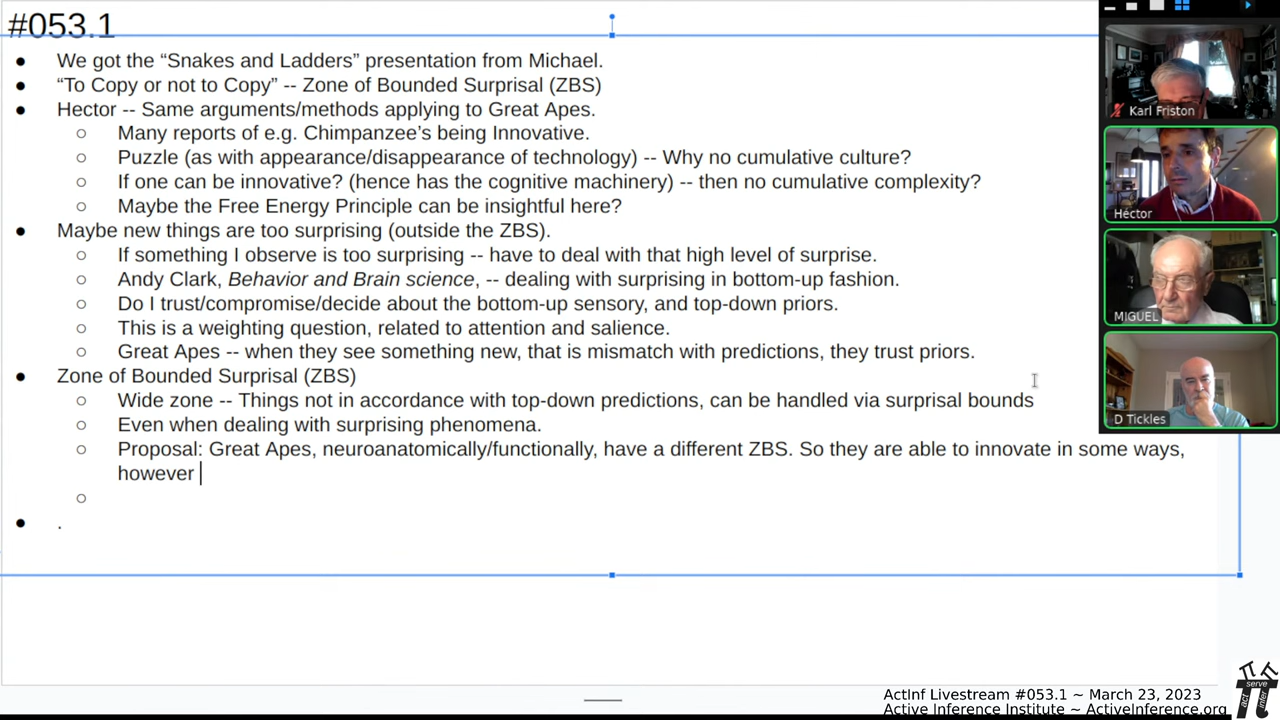 #053.1
● We got the “Snakes and Ladders” presentation from Michael.
● “To Copy or not to Copy” -- Zone of Bounded Surprisal (ZBS)
● Hector -- Same arguments/methods applying to Great Apes.
○ Many reports of e.g. Chimpanzee’s being Innovative.
○ Puzzle (as with appearance/disappearance of technology) -- Why no cumulative culture?
○ If one can be innovative? (hence has the cognitive machinery) -- then no cumulative complexity?
○ Maybe the Free Energy Principle can be insightful here?
● Maybe new things are too surprising (outside the ZBS).
○ If something I observe is too surprising -- have to deal with that high level of surprise.
○ Andy Clark, Behavior and Brain science, -- dealing with surprising in bottom-up fashion.
○ Do I trust/compromise/decide about the bottom-up sensory, and top-down priors.
○ This is a weighting question, related to attention and salience.
○ Great Apes -- when they see something new, that is mismatch with predictions, they trust priors.
● Zone of Bounded Surprisal (ZBS)
○ Wide zone -- Things not in accordance with top-down predictions, can be handled via surprisal bounds
○ Even when dealing with surprising phenomena.
○ Proposal: Great Apes, neuroanatomically/functionally, have a different ZBS. So they are able to innovate in some ways,
however
○
● .
Karl Friston
Héctor
MIGUEL
D Tickles
ActInf Livestream #053.1 ~ March 23, 2023
Active Inference Institute ~ ActiveInference.org
act
serve
infer